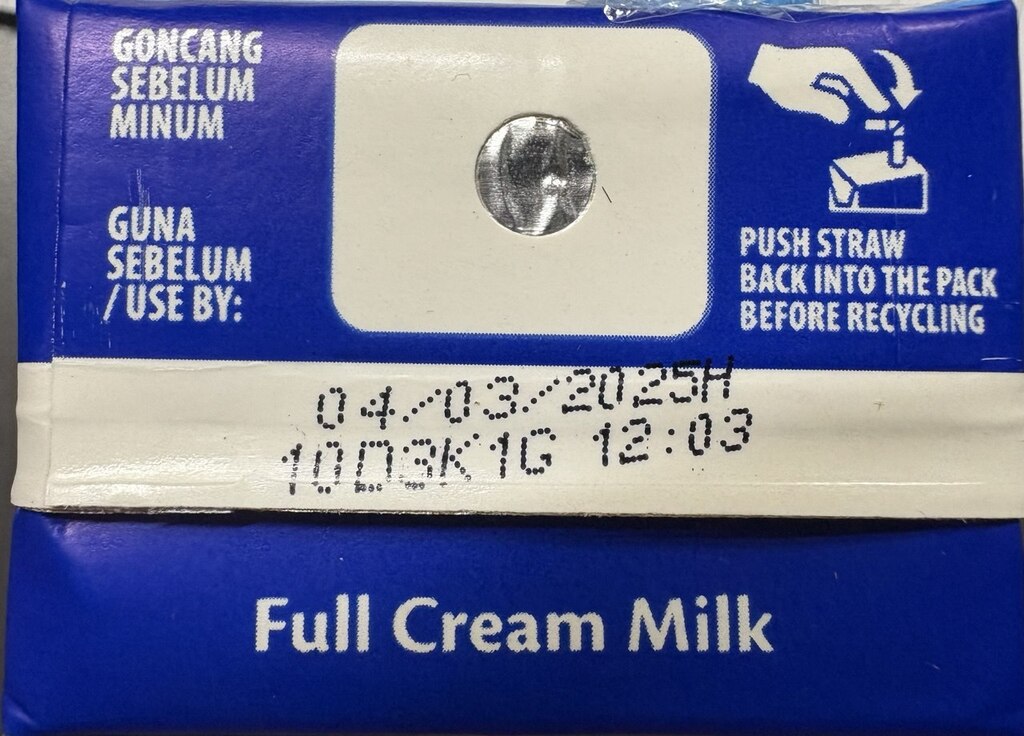 GONCANG
SEBELUM
MINUM
GUNA
SEBELUM
/USE BY:
PUSH STRAW
BACK INTO THE PACK
BEFORE RECYCLING
04/03/2025H
10D3K1G 12:03
Full Cream Milk